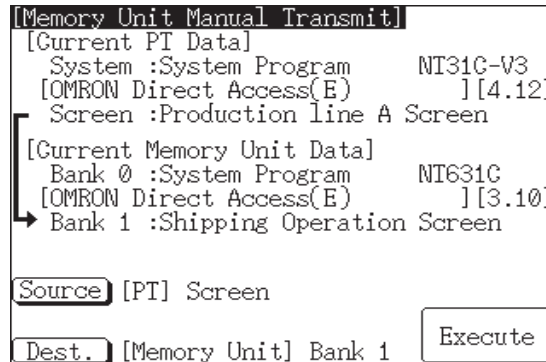 [Memory Unit Manual Transmit]
[Current PT Data]
System :System Program NT31C-V3
[OMRON Direct Access(E) ][4.12]
Screen :Production line A Screen
[Current Memory Unit Data]
Bank 0 :System Program NT631C
[OMRON Direct Access(E) ][3.10]
Bank 1 :Shipping Operation Screen
Source [PT] Screen
Execute
Dest. [Memory Unit] Bank 1